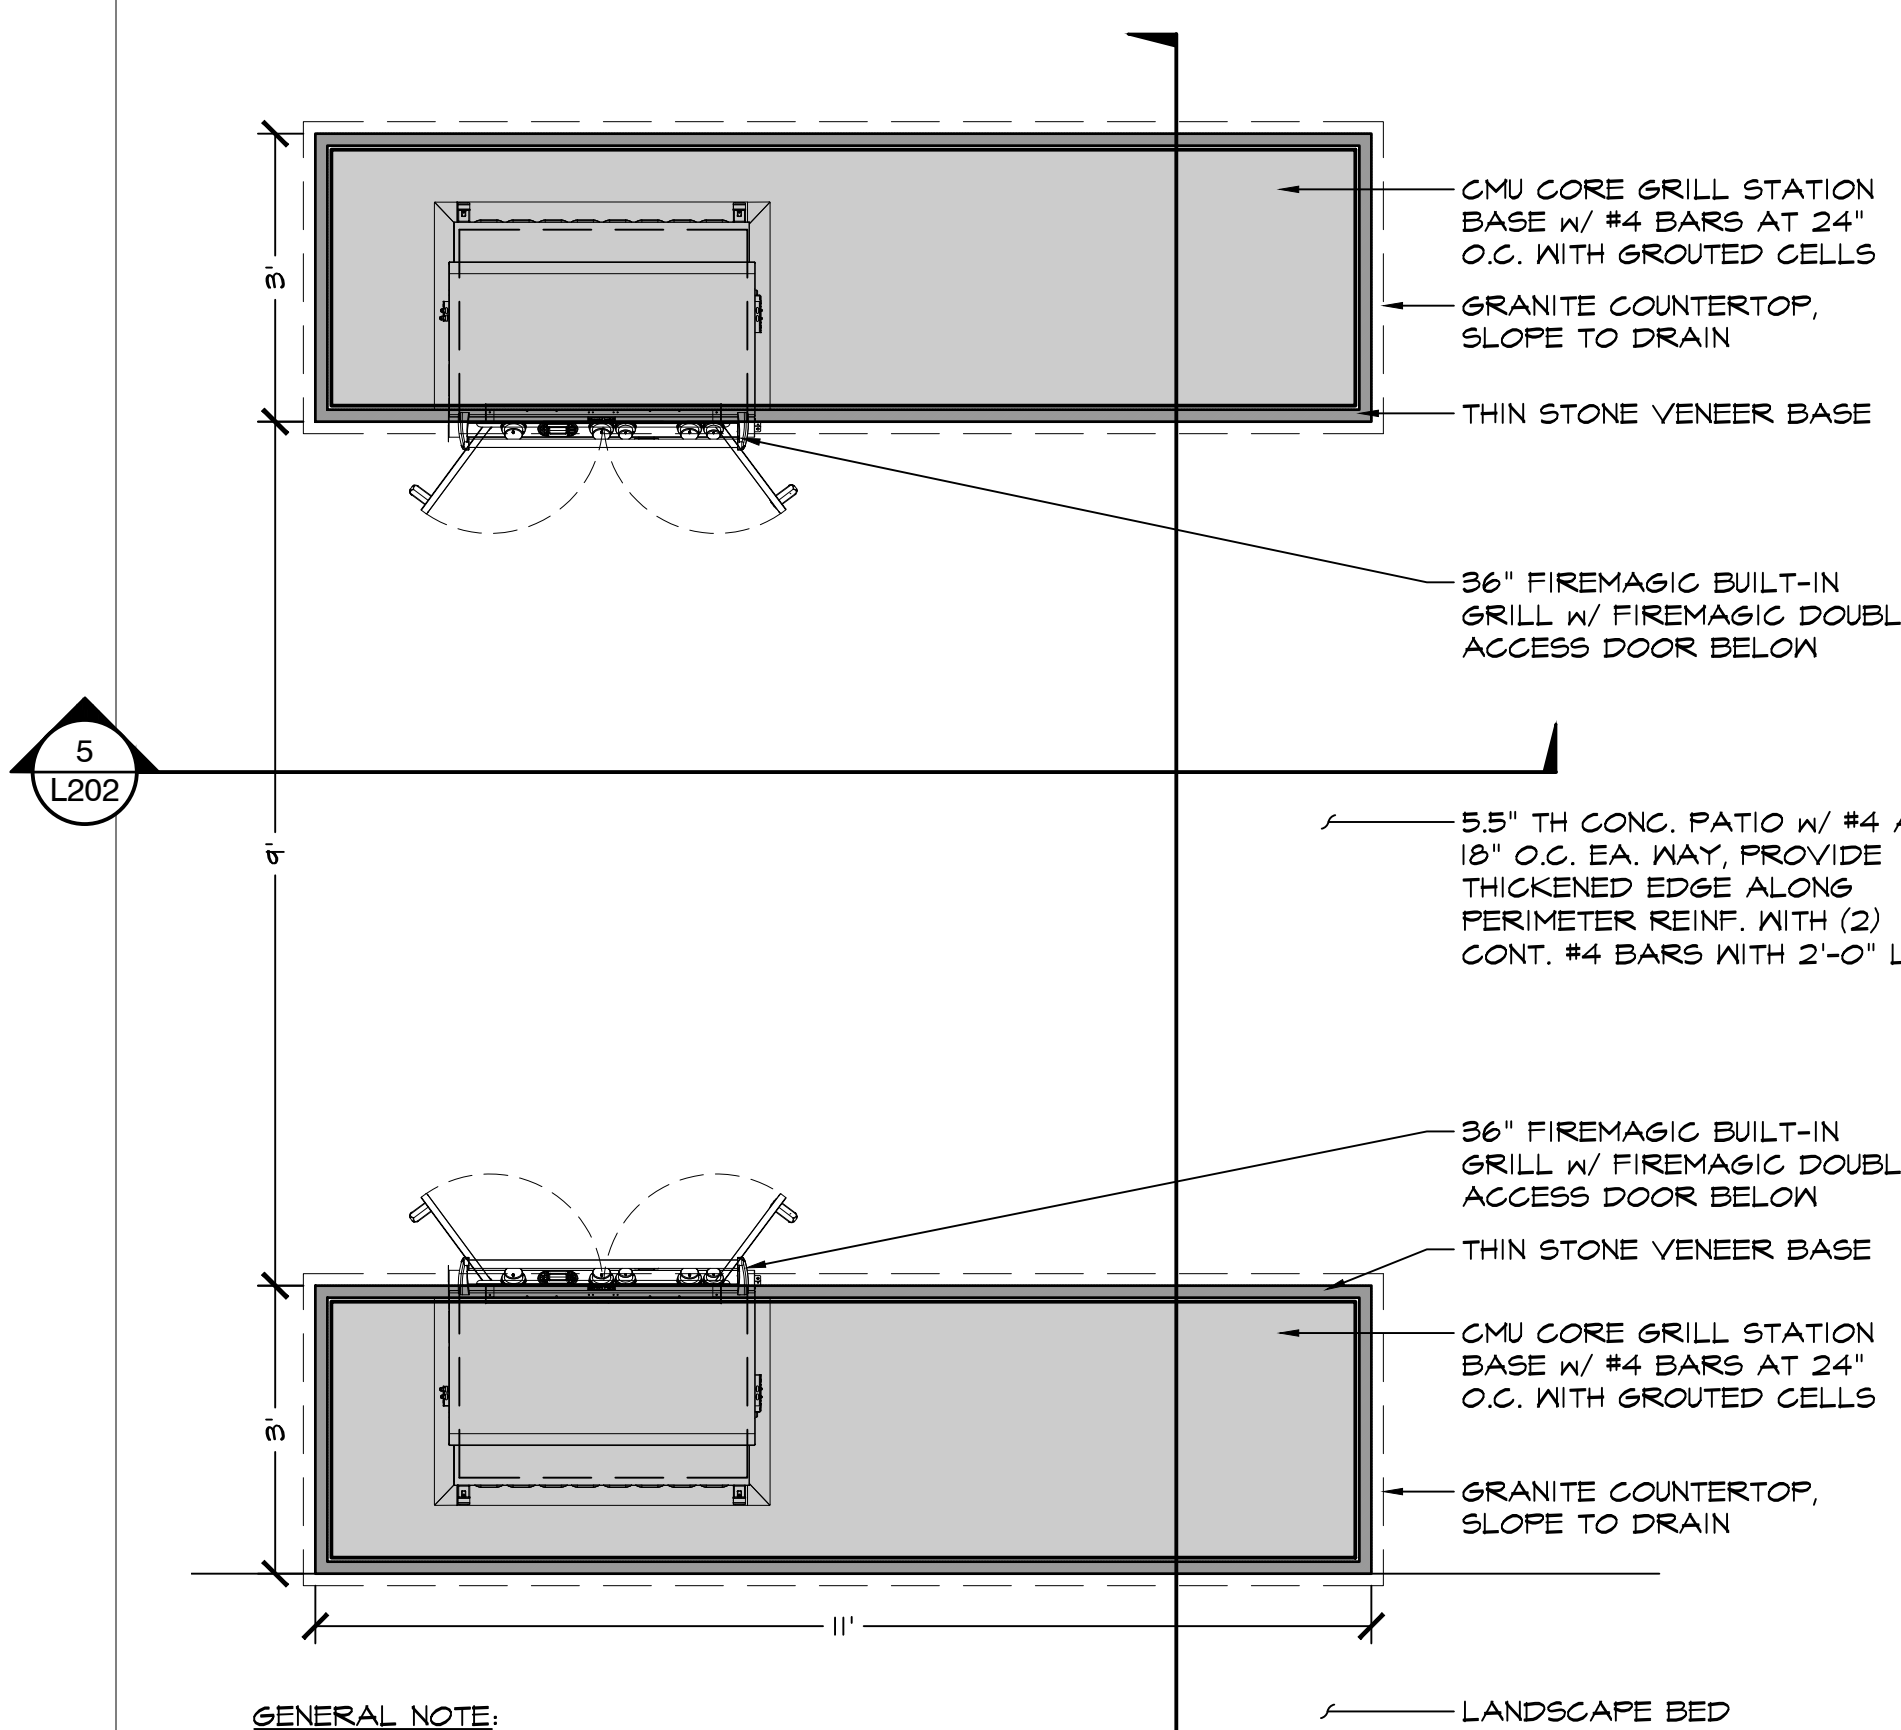 CMU CORE GRILL STATION
BASE W/ #4 BARS AT 24"
O.C. WITH GROUTED CELLS
3'
GRANITE COUNTERTOP,
SLOPE TO DRAIN
THIN STONE VENEER BASE
36" FIREMAGIC BUILT-IN
GRILL W/ FIREMAGIC
ACCESS DOOR BELOW
5
L202
9'
5.5" TH CONC. PATIO W/ #4
18" O.C. EA. WAY, PROVIDE
THICKENED EDGE ALONG
PERIMETER REINF. WITH (2)
CONT. #4 BARS WITH 2'-0"
36" FIREMAGIC BUILT-IN
GRILL W/ FIREMAGIC
ACCESS DOOR BELOW
THIN STONE VENEER BASE
CMU CORE GRILL STATION
BASE W/ #4 BARS AT 24"
O.C. WITH GROUTED CELLS
3'
GRANITE COUNTERTOP,
SLOPE TO DRAIN
11'
GENERAL NOTE:
LANDSCAPE BED